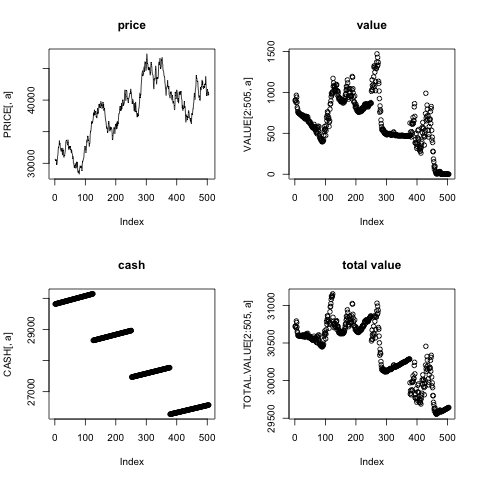 price
PRICE[, a]
30000 40000
0 100 200 300 400 500
Index
value
VALUE[2:505, a]
0 500 1000 1500
0 100 200 300 400 500
Index
cash
CASH[, a]
27000 29000
0 100 200 300 400 500
Index
total value
TOTAL.VALUE[2:505, a]
29500 30000 30500 31000
0 100 200 300 400 500
Index